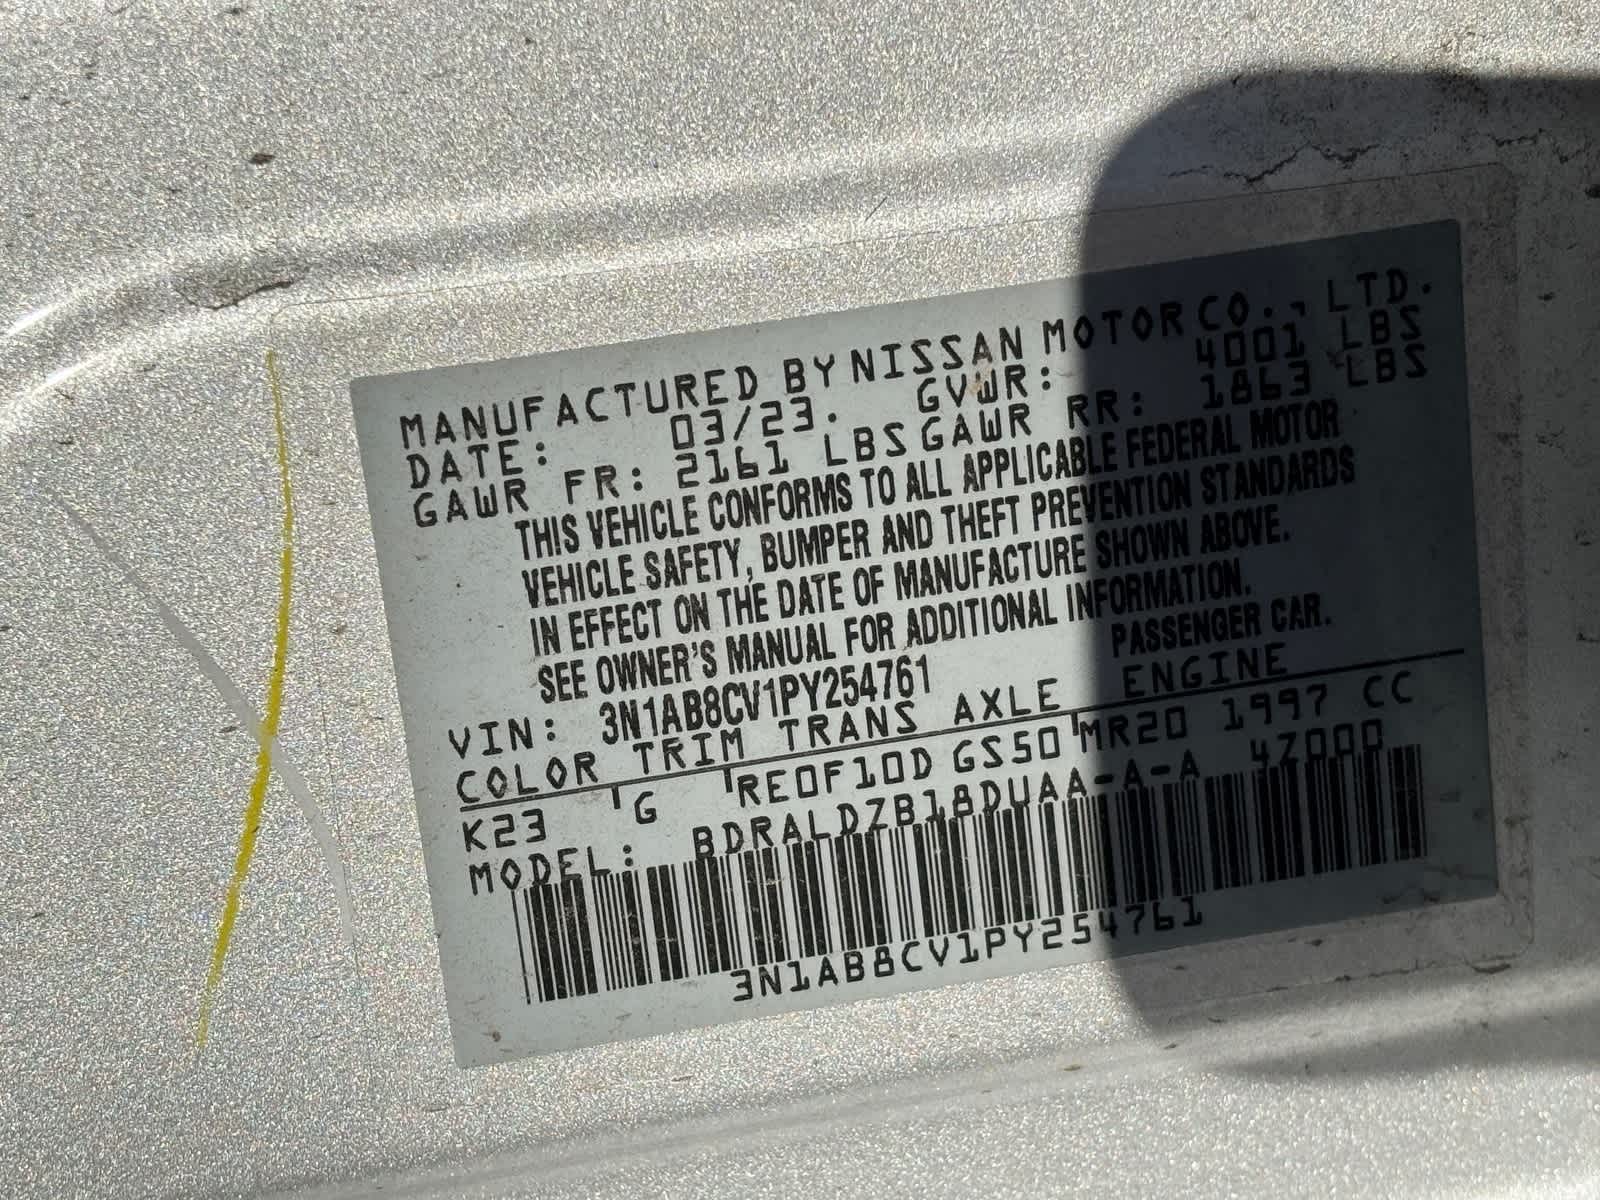 MANUFACTURED BY NISSAN MOTOR CO., LTD.
DATE: 03/23. GVWR: 4001 LBS
GAWR FR: 2161 LBS GAWR RR: 1863 LBS
THIS VEHICLE CONFORMS TO ALL APPLICABLE FEDERAL MOTOR
VEHICLE SAFETY, BUMPER AND THEFT PREVENTION STANDARDS
IN EFFECT ON THE DATE OF MANUFACTURE SHOWN ABOVE.
SEE OWNER'S MANUAL FOR ADDITIONAL INFORMATION.
VIN: 3N1AB8CV1PY254761 PASSENGER CAR.
COLOR TRIM TRANS AXLE ENGINE
K23 G RE0F10D GS50 MR20 1997 CC
MODEL: BDRALDZB18DUAA-A-A 4Z000
3N1AB8CV1PY254761